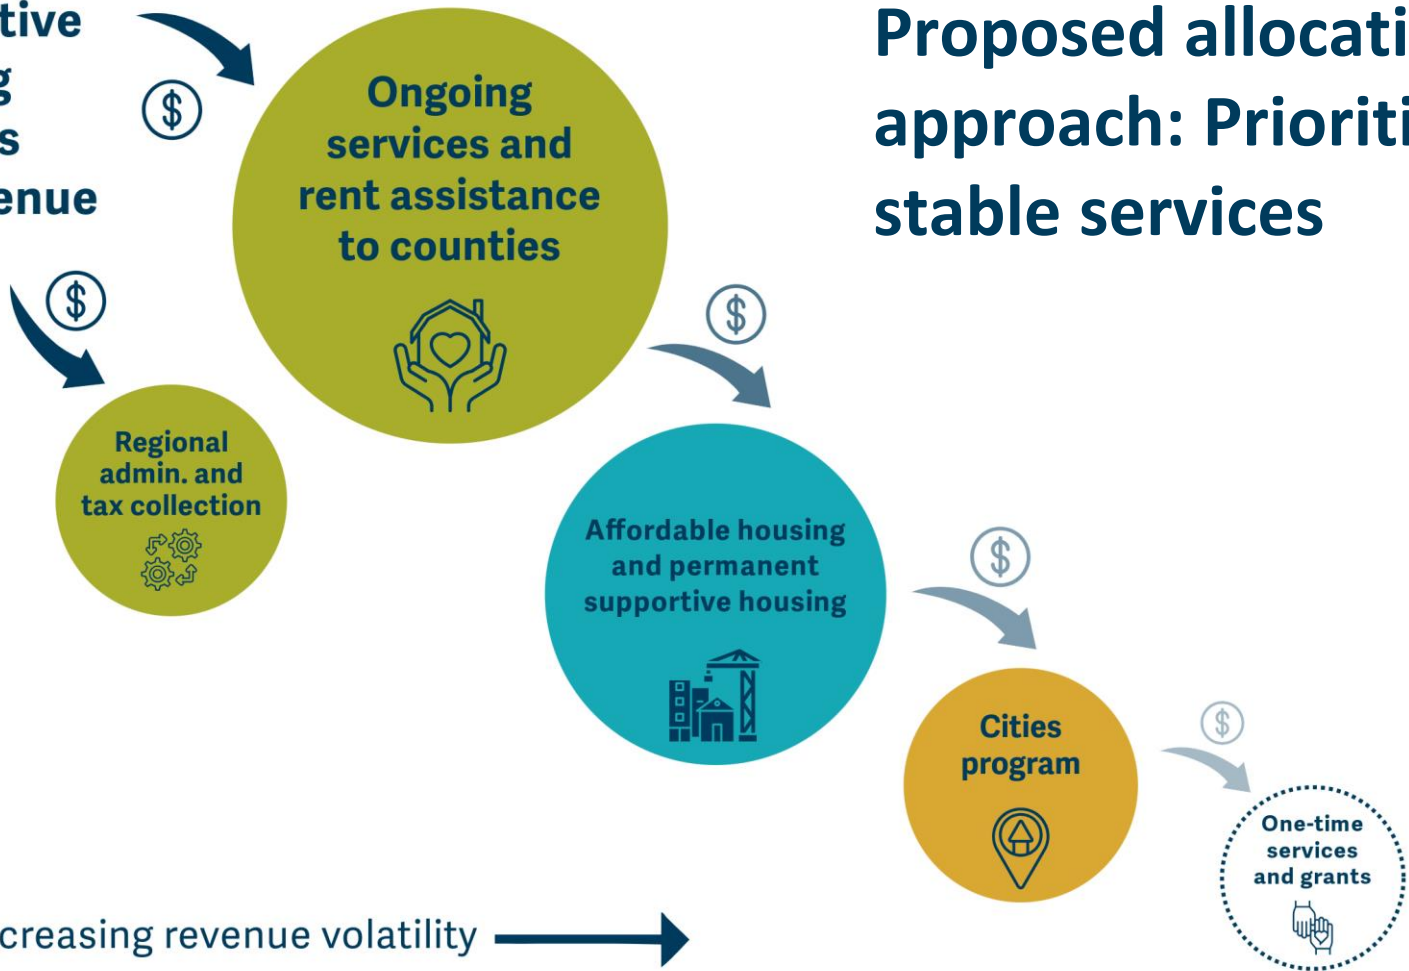 tive
g
s
enue
$
$
Ongoing
services and
rent assistance
to counties
Proposed allocati
approach: Prioriti
stable services
Regional
admin. and
tax collection
$
Affordable housing
and permanent
supportive housing
$
Cities
program
$
One-time
services
and grants
creasing revenue volatility